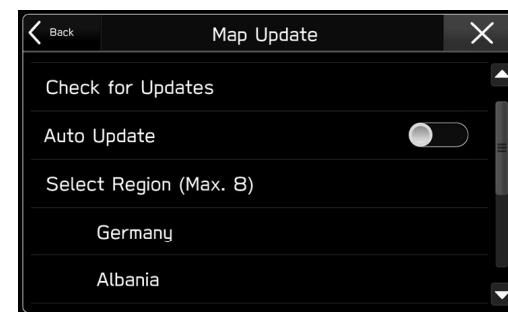 Back
Map Update
Check for Updates
Auto Update
Select Region (Max. 8)
Germany
Albania